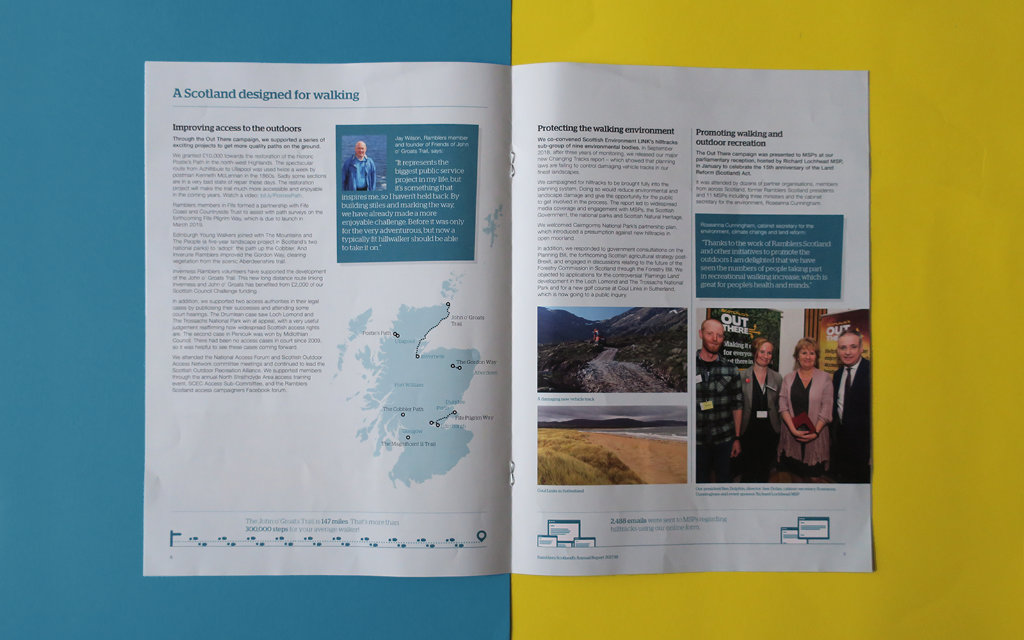 A Scotland designed for walking
Improving access to the outdoors
Through the Out There campaign, we supported a series of
exciting projects to get more quality paths on the ground.
We granted £10,000 towards the restoration of the historic
Postie's Path in the north-west Highlands. The spectacular
route from Achiltibuie to Ullapool was used twice a week by
postman Kenneth McLennan in the 1860s. Sadly some sections
are in a very bad state of repair these days. The restoration
project will make the trail much more accessible and enjoyable
in the coming years. Watch a video:
Ramblers members in Fife formed a partnership with Fife
Coast and Countryside Trust to assist with path surveys on the
forthcoming Fife Pilgrim Way, which is due to launch in
March 2019.
Edinburgh Young Walkers joined with The Mountains and
The People (a five-year landscape project in Scotland's two
national parks) to 'adopt' the path up the Cobbler. And
Inverurie Ramblers improved the Gordon Way, clearing
vegetation from the scenic Aberdeenshire trail.
Inverness Ramblers volunteers have supported the development
of the John o' Groats Trail. This new long distance route linking
Inverness and John o' Groats has benefited from £2,000 of our
Scottish Council Challenge funding.
In addition, we supported two access authorities in their legal
cases by publicising their successes and attending some
court hearings. The Drumlean case saw Loch Lomond and
The Trossachs National Park win at appeal, with a very useful
judgement reaffirming how widespread Scottish access rights
are. The second case in Penicuik was won by Midlothian
Council. There had been no access cases in court since 2009,
so it was helpful to see these cases coming forward.
We attended the National Access Forum and Scottish Outdoor
Access Network committee meetings and continued to lead the
Scottish Outdoor Recreation Alliance. We supported members
through the annual North Strathclyde Area access training
event, SCEC Access Sub-Committee, and the Ramblers
Scotland access campaigners Facebook forum.
Jay Wilson, Ramblers member
and founder of Friends of John
o' Groats Trail, says:
"It represents the
biggest public service
project in my life, but
it's something that
inspires me, so I haven't held back. By
building stiles and marking the way,
we have already made a more
enjoyable challenge. Before it was only
for the very adventurous, but now a
typically fit hillwalker should be able
to take it on."
John o' Groats
Trail
Postie's Path
Ullapool
Inverness
The Gordon Way
Aberdeen
Fort William
Dundee
Perth
The Cobbler Path
Fife Pilgrim Way
Edinburgh
Glasgow
The Magnificent 11 Trail
The John o' Groats Trail is 147 miles. That's more than
300,000 steps for your average walker!
Protecting the walking environment
We co-convened Scottish Environment LINK's hilltracks
sub-group of nine environmental bodies. In September
2018, after three years of monitoring, we released our major
new Changing Tracks report – which showed that planning
laws are failing to control damaging vehicle tracks in our
finest landscapes.
We campaigned for hilltracks to be brought fully into the
planning system. Doing so would reduce environmental and
landscape damage and give the opportunity for the public
to get involved in the process. The report led to widespread
media coverage and engagement with MSPs, the Scottish
Government, the national parks and Scottish Natural Heritage.
We welcomed Cairngorms National Park's partnership plan,
which introduced a presumption against new hilltracks in
open moorland.
In addition, we responded to government consultations on the
Planning Bill, the forthcoming Scottish agricultural strategy post-
Brexit, and engaged in discussions relating to the future of the
Forestry Commission in Scotland through the Forestry Bill. We
objected to applications for the controversial 'Flamingo Land'
development in the Loch Lomond and The Trossachs National
Park and for a new golf course at Coul Links in Sutherland,
which is now going to a public inquiry.
A damaging new vehicle track
Coul Links in Sutherland
Promoting walking and
outdoor recreation
The Out There campaign was presented to MSPs at our
parliamentary reception, hosted by Richard Lochhead MSP,
in January to celebrate the 15th anniversary of the Land
Reform (Scotland) Act.
It was attended by dozens of partner organisations, members
from across Scotland, former Ramblers Scotland presidents
and 11 MSPs including three ministers and the cabinet
secretary for the environment, Roseanna Cunningham.
Roseanna Cunningham, cabinet secretary for the
environment, climate change and land reform:
"Thanks to the work of Ramblers Scotland
and other initiatives to promote the
outdoors I am delighted that we have
seen the numbers of people taking part
in recreational walking increase, which is
great for people's health and minds."
OUT
THERE
Making it
for everyone
OUT
Our president Ben Dolphin, director Jess Dolan, cabinet secretary Roseanna
Cunningham and event sponsor Richard Lochhead MSP
2,488 emails were sent to MSPs regarding
hilltracks using our online form.
Ramblers Scotland's Annual Report 2017/18